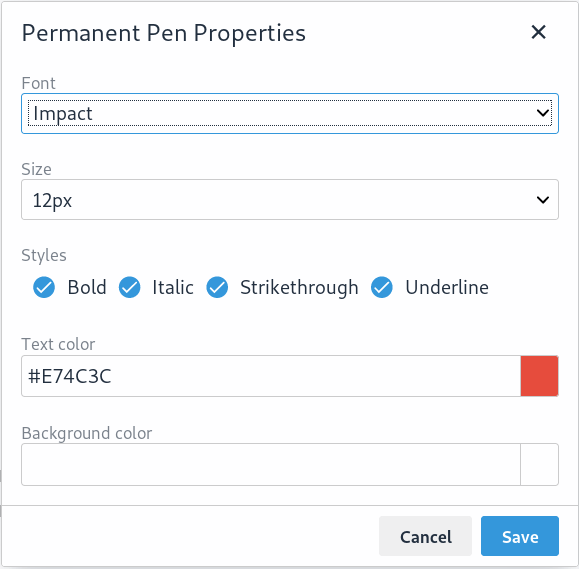 Permanent Pen Properties
Font
Impact
Size
12px
Styles
Bold Italic Strikethrough Underline
Text color
#E74C3C
Background color
Cancel Save